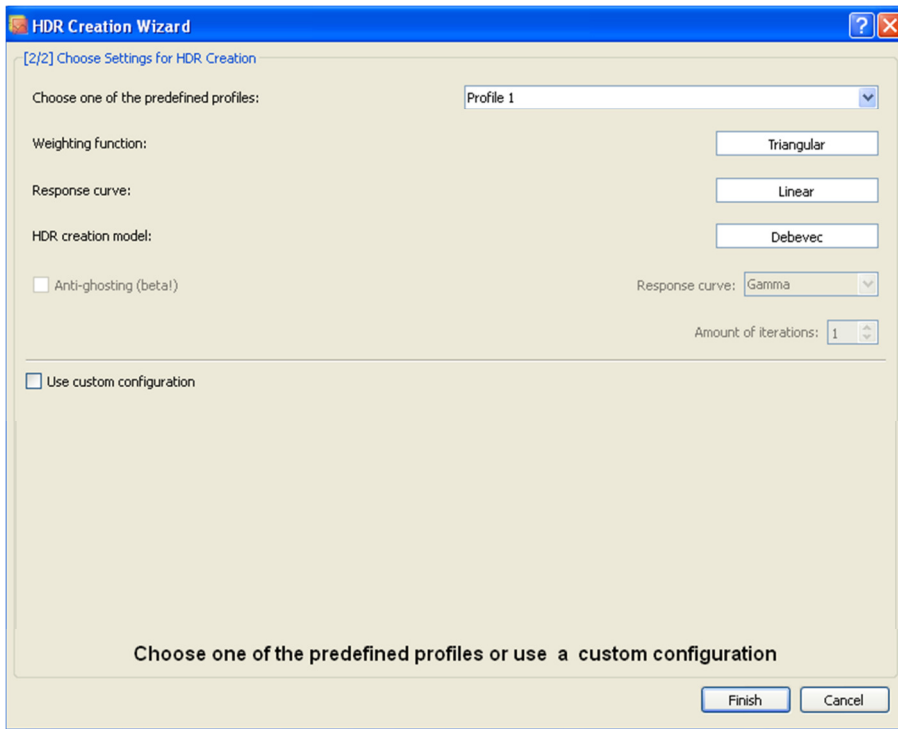 HDR Creation Wizard
[2/2] Choose Settings for HDR Creation
Choose one of the predefined profiles: Profile 1
Weighting function: Triangular
Response curve: Linear
HDR creation model: Debevec
Anti-ghosting (beta!) Response curve: Gamma
Amount of iterations: 1
Use custom configuration
Choose one of the predefined profiles or use a custom configuration
Finish Cancel